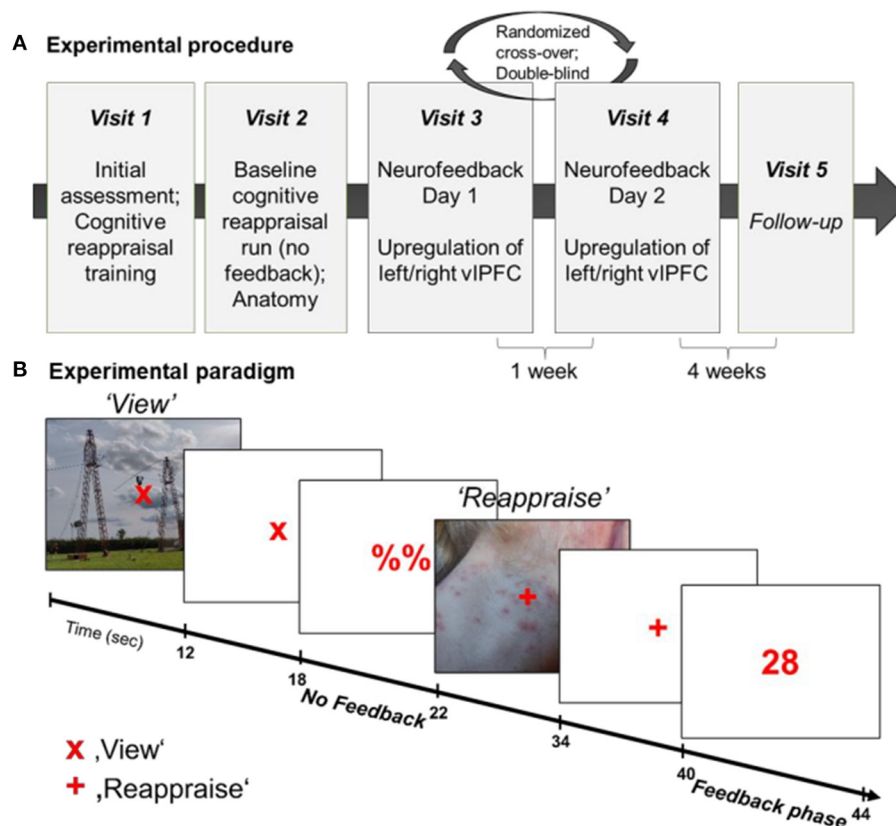 A Experimental procedure
Randomized
cross-over;
Double-blind
Visit 1
Initial
assessment;
Cognitive
reappraisal
training
Visit 2
Baseline
cognitive
reappraisal
run (no
feedback);
Anatomy
Visit 3
Neurofeedback
Day 1
Upregulation of
left/right vlPFC
Visit 4
Neurofeedback
Day 2
Upregulation of
left/right vlPFC
Visit 5
Follow-up
1 week
4 weeks
B Experimental paradigm
'View'
x
x
%%
'Reappraise'
+
+
28
Time (sec)
12
18
No Feedback
22
34
40
Feedback phase
44
x ‚View‘
+ ‚Reappraise‘